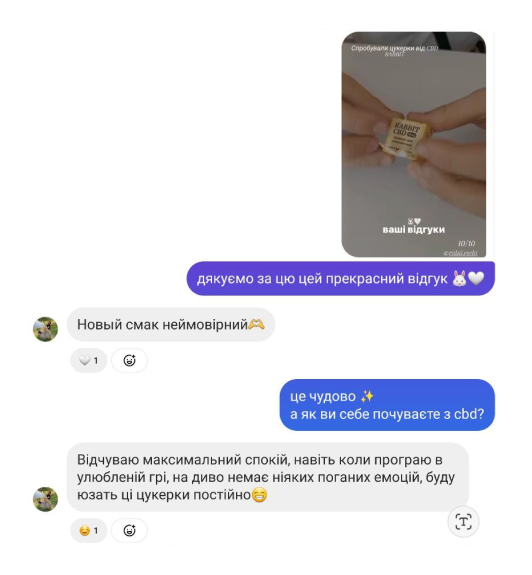 Спробували цукерки від CBD
RABBIT
RABBIT
CBD
ваші відгуки
10/10
дякуємо за цю цей прекрасний відгук 🐰🤍
Новый смак неймовірний🫶
🤍 1
це чудово ✨
а як ви себе почуваєте з cbd?
Відчуваю максимальний спокій, навіть коли програю в
улюбленій грі, на диво немає ніяких поганих емоцій, буду
юзать ці цукерки постійно😁
😊 1
T